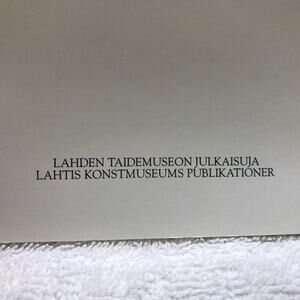 LAHDEN TAIDEMUSEON JULKAISUJA
LAHTIS KONSTMUSEUMS PUBLIKATIONER